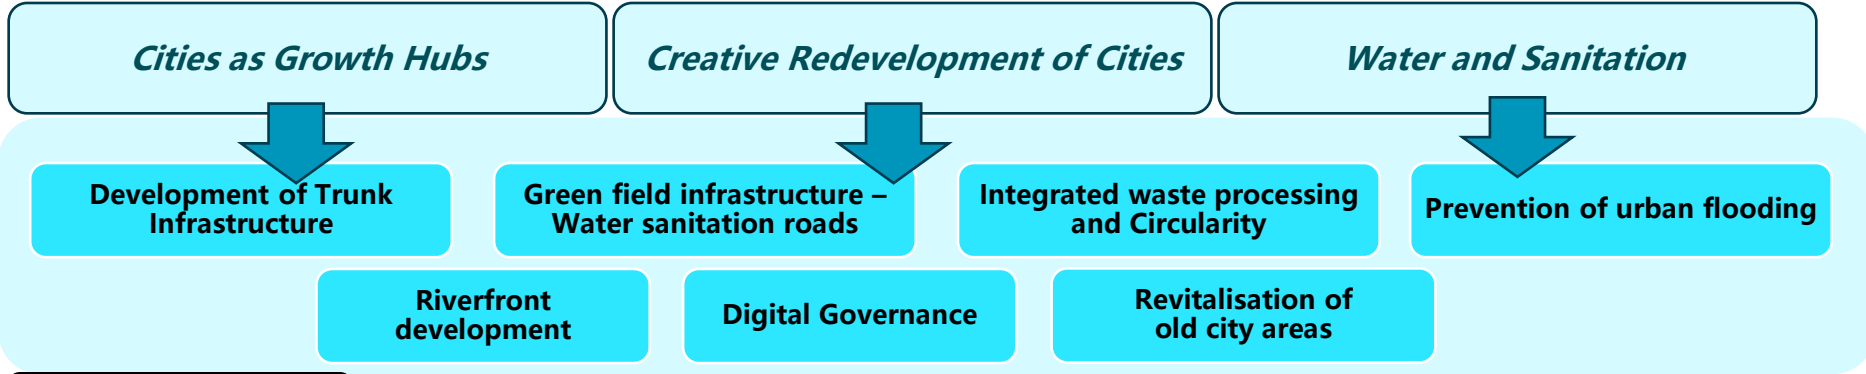 Cities as Growth Hubs
Creative Redevelopment of Cities
Water and Sanitation
Development of Trunk
Infrastructure
Green field infrastructure –
Water sanitation roads
Integrated waste processing
and Circularity
Prevention of urban flooding
Riverfront
development
Digital Governance
Revitalisation of
old city areas